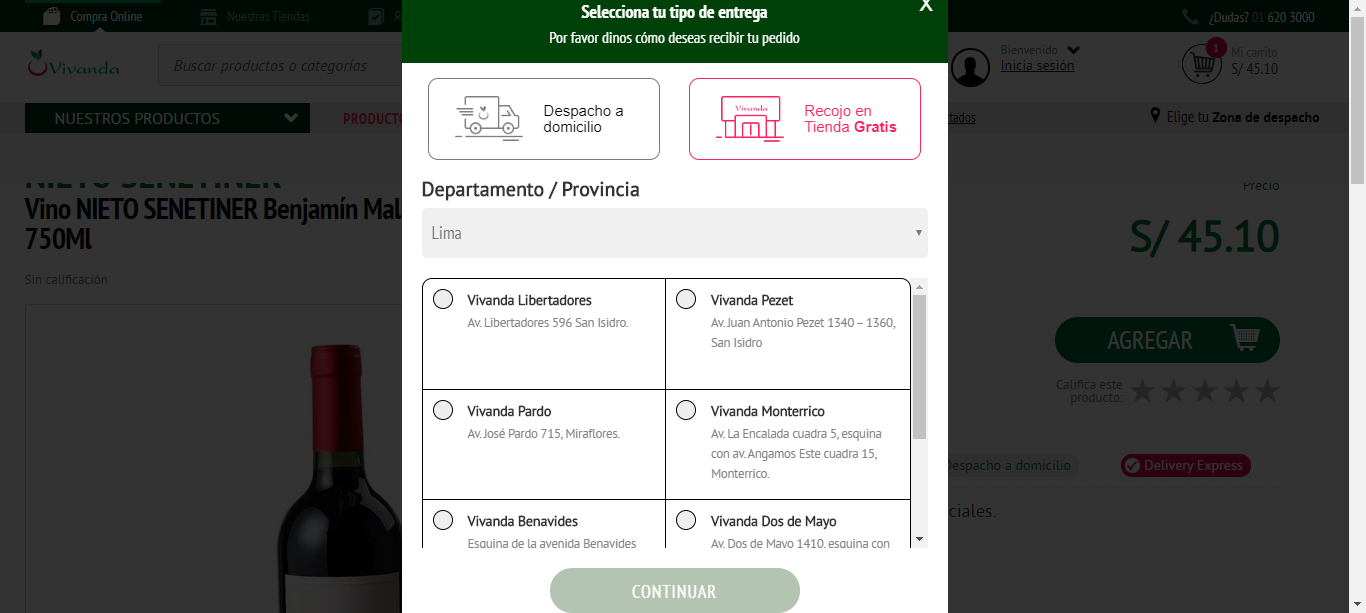 Compra Online
Nuestras Tiendas
¿Dudas? 01 620 3000
Selecciona tu tipo de entrega
X
Por favor dinos cómo deseas recibir tu pedido
Vivanda
Buscar productos o categorías
Bienvenido
Inicia sesión
1
Mi carrito
S/ 45.10
NUESTROS PRODUCTOS
Elige tu Zona de despacho
Despacho a
domicilio
Vivanda
Recojo en
Tienda Gratis
NIETO SENETINER
Vino NIETO SENETINER Benjamín Mal
750Ml
Sin calificación
Departamento / Provincia
Lima
Vivanda Libertadores
Av. Libertadores 596 San Isidro.
Vivanda Pezet
Av. Juan Antonio Pezet 1340 – 1360,
San Isidro
Vivanda Pardo
Av. José Pardo 715, Miraflores.
Vivanda Monterrico
Av. La Encalada cuadra 5, esquina
con av. Angamos Este cuadra 15,
Monterrico.
Vivanda Benavides
Esquina de la avenida Benavides
Vivanda Dos de Mayo
Av. Dos de Mayo 1410, esquina con
CONTINUAR
Precio
S/ 45.10
AGREGAR
Califica este
producto:
Despacho a domicilio
Delivery Express
ciales.